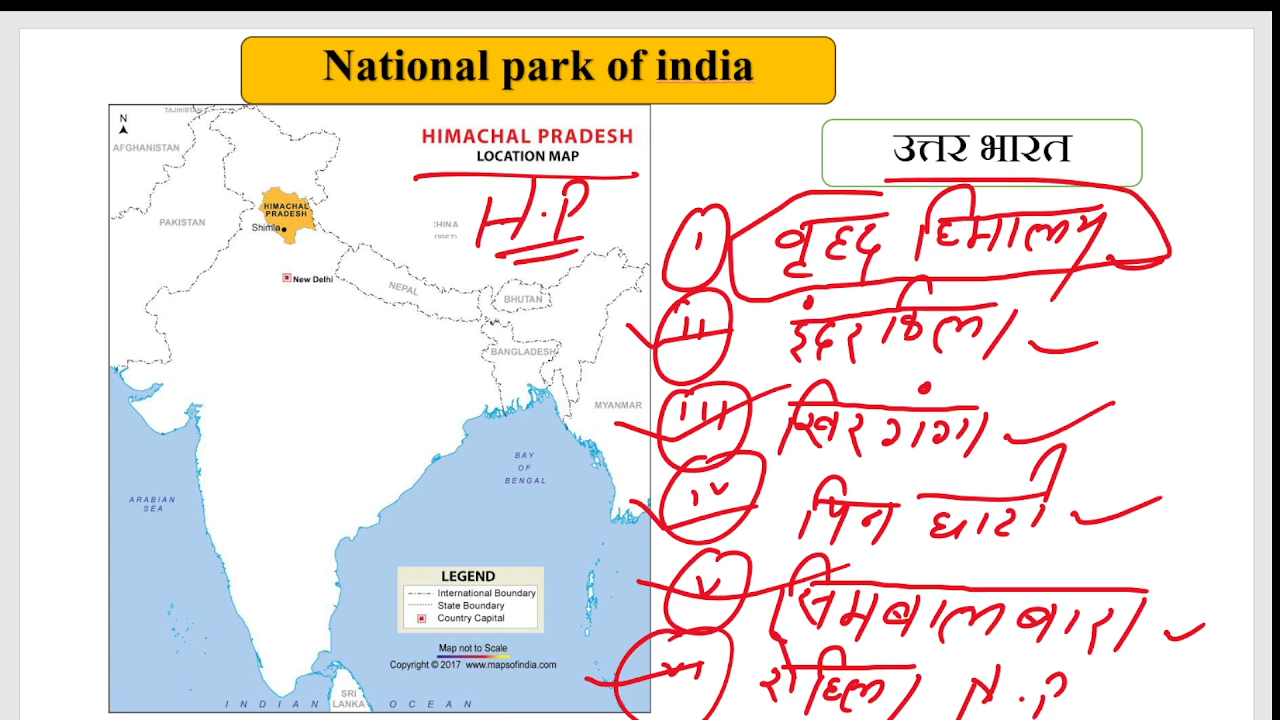 National park of india
N
TAJIKISTAN
AFGHANISTAN
HIMACHAL PRADESH
LOCATION MAP
उत्तर भारत
H.P
HIMACHAL
PRADESH
PAKISTAN
Shimla
CHINA
(TIBET)
New Delhi
NEPAL
BHUTAN
BANGLADESH
MYANMAR
BAY
OF
BENGAL
ARABIAN
SEA
LEGEND
International Boundary
State Boundary
Country Capital
Map not to Scale
Copyright © 2017 www.mapsofindia.com
SRI
LANKA
INDIAN OCEAN
I वृहद हिमालय
II इंदरकिला
III खिरगंगा
IV पिन घाटी
V सिमबालबारा
रोहिला N.P